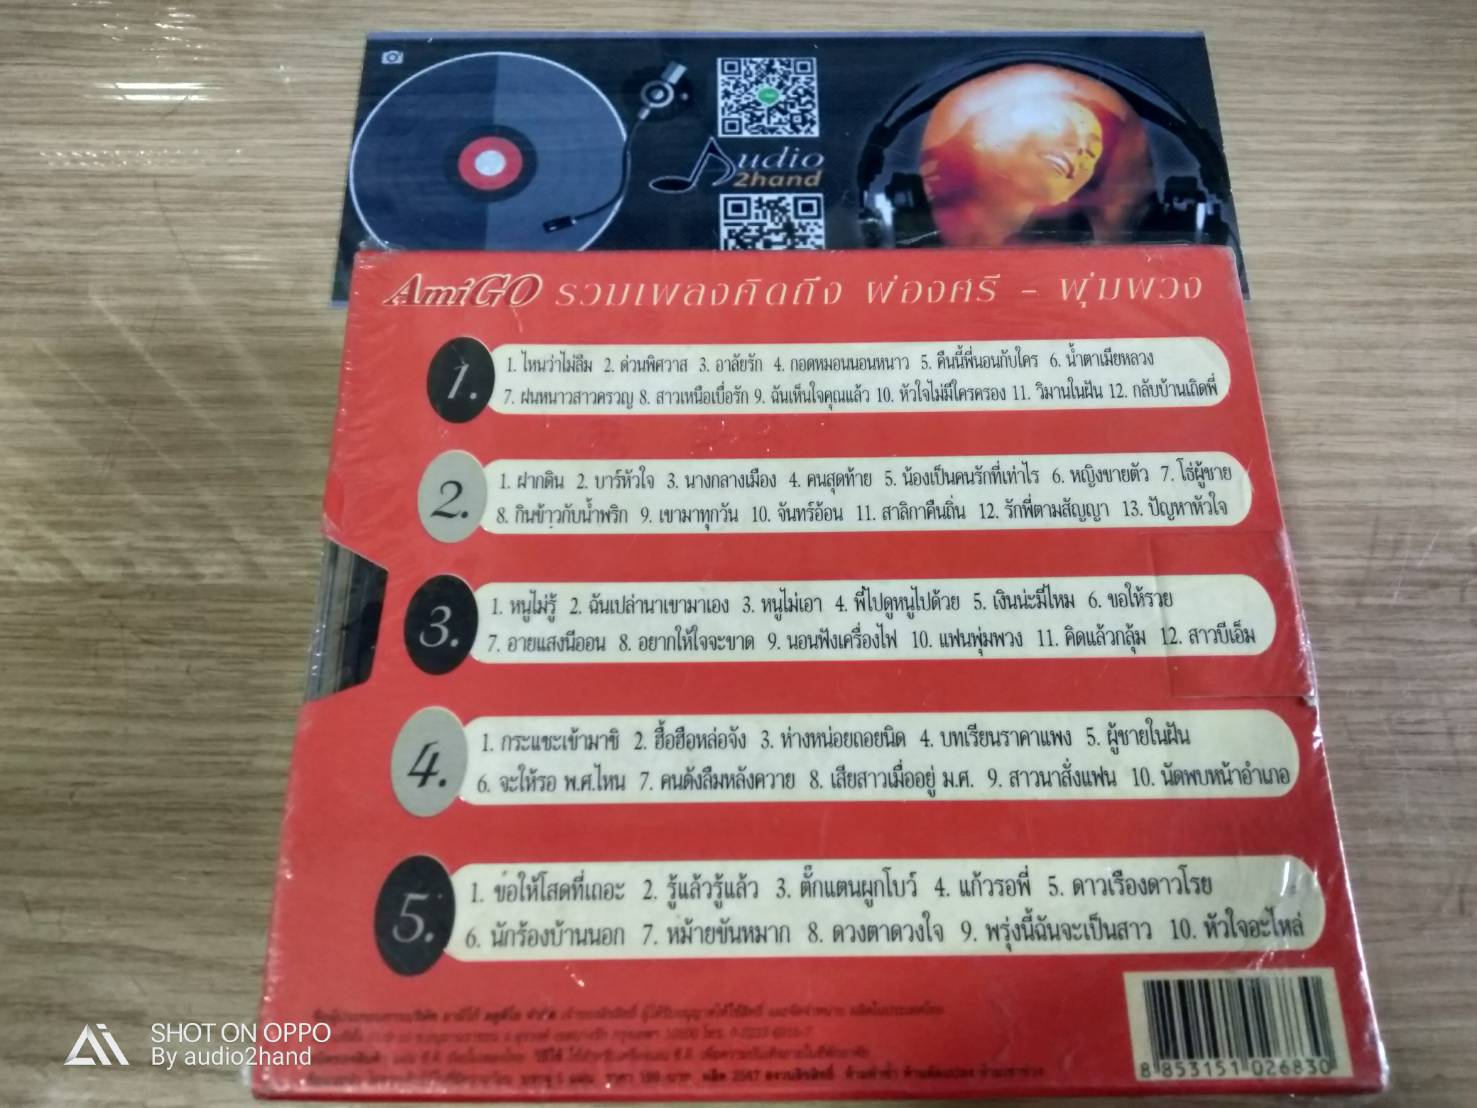 Audio
2hand
AmiGO รวมเพลงคิดถึง ผ่องศรี - พุ่มพวง
1.
1. ไหนว่าไม่ลืม 2. ด่วนพิศวาส 3. อาลัยรัก 4. กอดหมอนนอนหนาว 5. คืนนี้พี่นอนกับใคร 6. น้ำตาเมียหลวง
7. ฝนหนาวสาวครวญ 8. สาวเหนือเบื่อรัก 9. ฉันเห็นใจคุณแล้ว 10. หัวใจไม่มีใครครอง 11. วิมานในฝัน 12. กลับบ้านเถิดพี่
2.
1. ฝากดิน 2. บาร์หัวใจ 3. นางกลางเมือง 4. คนสุดท้าย 5. น้องเป็นคนรักที่เท่าไร 6. หญิงขายตัว 7. โธ่ผู้ชาย
8. กินข้าวกับน้ำพริก 9. เขามาทุกวัน 10. จันทร์อ้อน 11. สาลิกาคืนถิ่น 12. รักพี่ตามสัญญา 13. ปัญหาหัวใจ
3.
1. หนูไม่รู้ 2. ฉันเปล่านาเขามาเอง 3. หนูไม่เอา 4. พี่ไปดูหนูไปด้วย 5. เงินน่ะมีไหม 6. ขอให้รวย
7. อายแสงนีออน 8. อยากให้ใจจะขาด 9. นอนฟังเครื่องไฟ 10. แฟนพุ่มพวง 11. คิดแล้วกลุ้ม 12. สาวบีเอ็ม
4.
1. กระแซะเข้ามาซิ 2. ฮื้อฮือหล่อจัง 3. ห่างหน่อยถอยนิด 4. บทเรียนราคาแพง 5. ผู้ชายในฝัน
6. จะให้รอ พ.ศ.ไหน 7. คนดังลืมหลังควาย 8. เสียสาวเมื่ออยู่ ม.ศ. 9. สาวนาสั่งแฟน 10. นัดพบหน้าอำเภอ
5.
1. ขอให้โสดทีเถอะ 2. รู้แล้วรู้แล้ว 3. ตั๊กแตนผูกโบว์ 4. แก้วรอพี่ 5. ดาวเรืองดาวโรย
6. นักร้องบ้านนอก 7. หม้ายขันหมาก 8. ดวงตาดวงใจ 9. พรุ่งนี้ฉันจะเป็นสาว 10. หัวใจอะไหล่
8 853151 026830
SHOT ON OPPO
By audio2hand